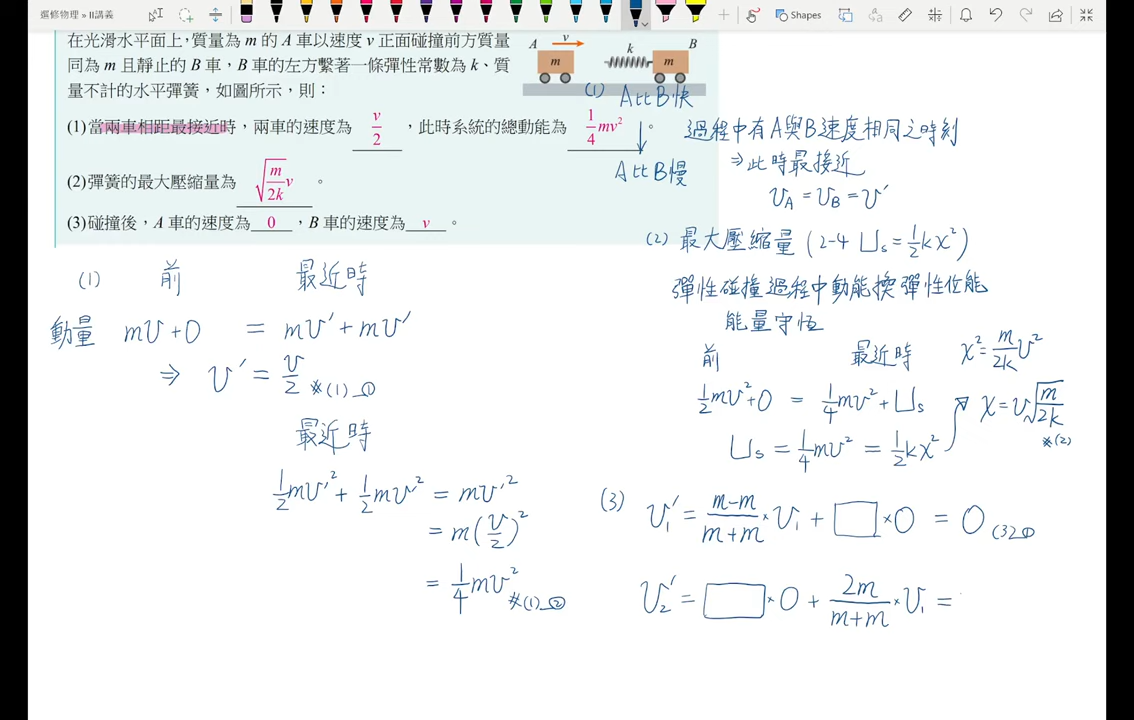 選修物理 » II講義
Shapes
在光滑水平面上，質量為 m 的 A 車以速度 v 正面碰撞前方質量
同為 m 且靜止的 B 車，B 車的左方繫著一條彈性常數為 k、質
量不計的水平彈簧，如圖所示，則：
A v k B
m m
(1)當兩車相距最接近時，兩車的速度為 v/2 ，此時系統的總動能為 1/4 mv² 。
(2)彈簧的最大壓縮量為 √(m/2k) v 。
(3)碰撞後，A 車的速度為 0 ，B 車的速度為 v 。
(1) A比B快
↓
A比B慢
過程中有A與B速度相同之時刻
⇒此時最接近
v_A = v_B = v'
(1) 前 最近時
動量 mv+0 = mv'+mv'
⇒ v' = v/2 ※(1)_①
最近時
1/2 mv'² + 1/2 mv'² = mv'²
= m(v/2)²
= 1/4 mv² ※(1)_②
(2) 最大壓縮量 (2-4 U_s = 1/2 kx²)
彈性碰撞過程中動能換彈性位能
能量守恆
前 最近時
1/2 mv²+0 = 1/4 mv² + U_s
U_s = 1/4 mv² = 1/2 kx²
x² = m/2k v²
x = v√(m/2k)
※(2)
(3) v₁' = (m-m)/(m+m) × v₁ + □ × 0 = 0 (3)_①
v₂' = □ × 0 + 2m/(m+m) × v₁ =